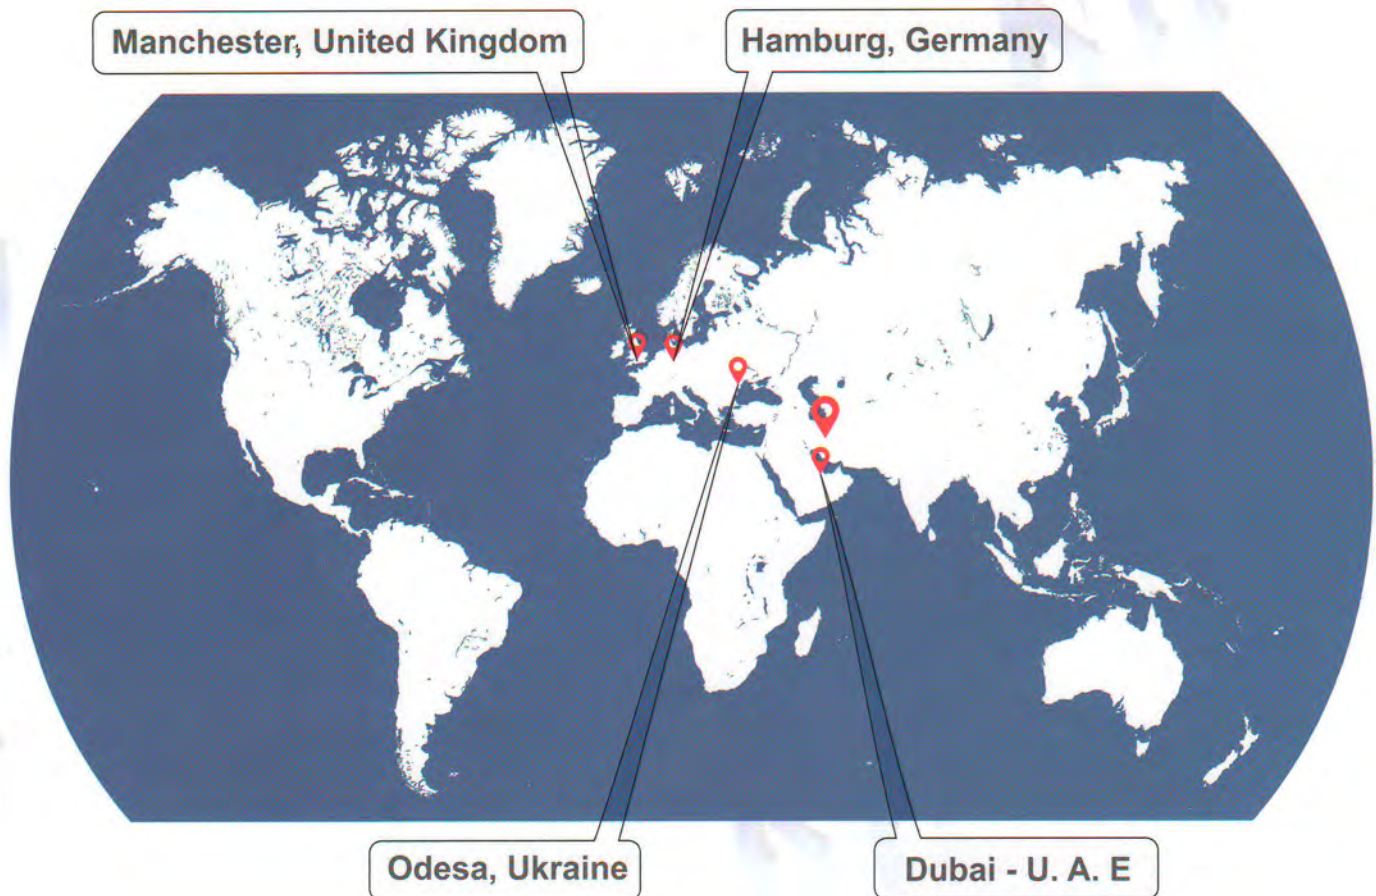 Manchester, United Kingdom
Hamburg, Germany
Odesa, Ukraine
Dubai - U. A. E